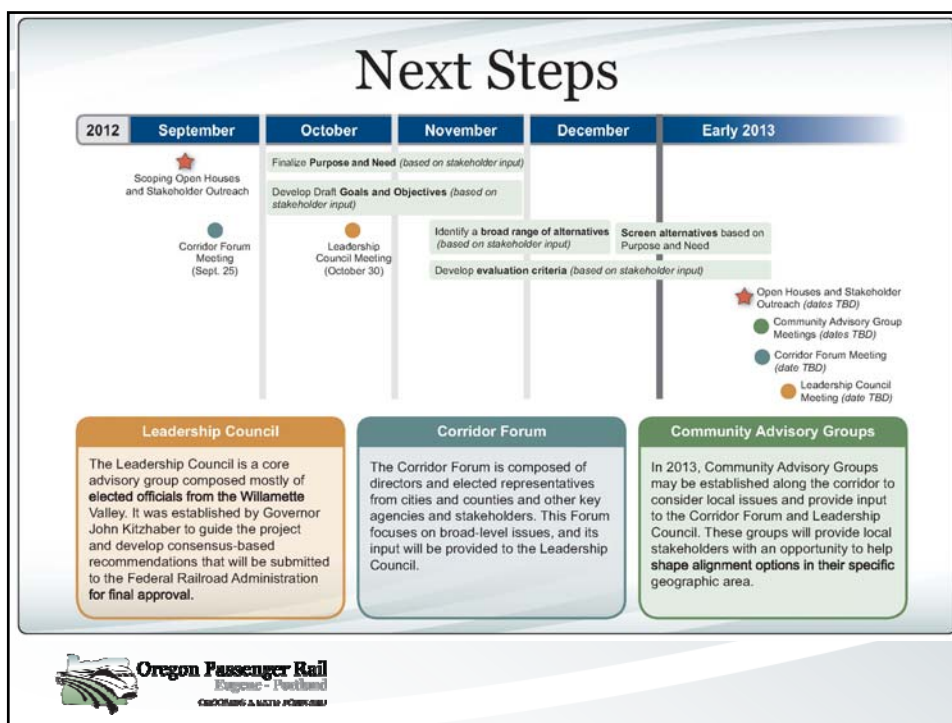 Next Steps
2012 September October November December Early 2013
Scoping Open Houses
and Stakeholder Outreach
Finalize Purpose and Need (based on stakeholder input)
Develop Draft Goals and Objectives (based on
stakeholder input)
Corridor Forum
Meeting
(Sept. 25)
Leadership
Council Meeting
(October 30)
Identify a broad range of alternatives
(based on stakeholder input)
Screen alternatives based on
Purpose and Need
Develop evaluation criteria (based on stakeholder input)
Open Houses and Stakeholder
Outreach (dates TBD)
Community Advisory Group
Meetings (dates TBD)
Corridor Forum Meeting
(date TBD)
Leadership Council
Meeting (date TBD)
Leadership Council
The Leadership Council is a core
advisory group composed mostly of
elected officials from the Willamette
Valley. It was established by Governor
John Kitzhaber to guide the project
and develop consensus-based
recommendations that will be submitted
to the Federal Railroad Administration
for final approval.
Corridor Forum
The Corridor Forum is composed of
directors and elected representatives
from cities and counties and other key
agencies and stakeholders. This Forum
focuses on broad-level issues, and its
input will be provided to the Leadership
Council.
Community Advisory Groups
In 2013, Community Advisory Groups
may be established along the corridor to
consider local issues and provide input
to the Corridor Forum and Leadership
Council. These groups will provide local
stakeholders with an opportunity to help
shape alignment options in their specific
geographic area.
Oregon Passenger Rail
Eugene - Portland
CHOOSING A PATH FORWARD